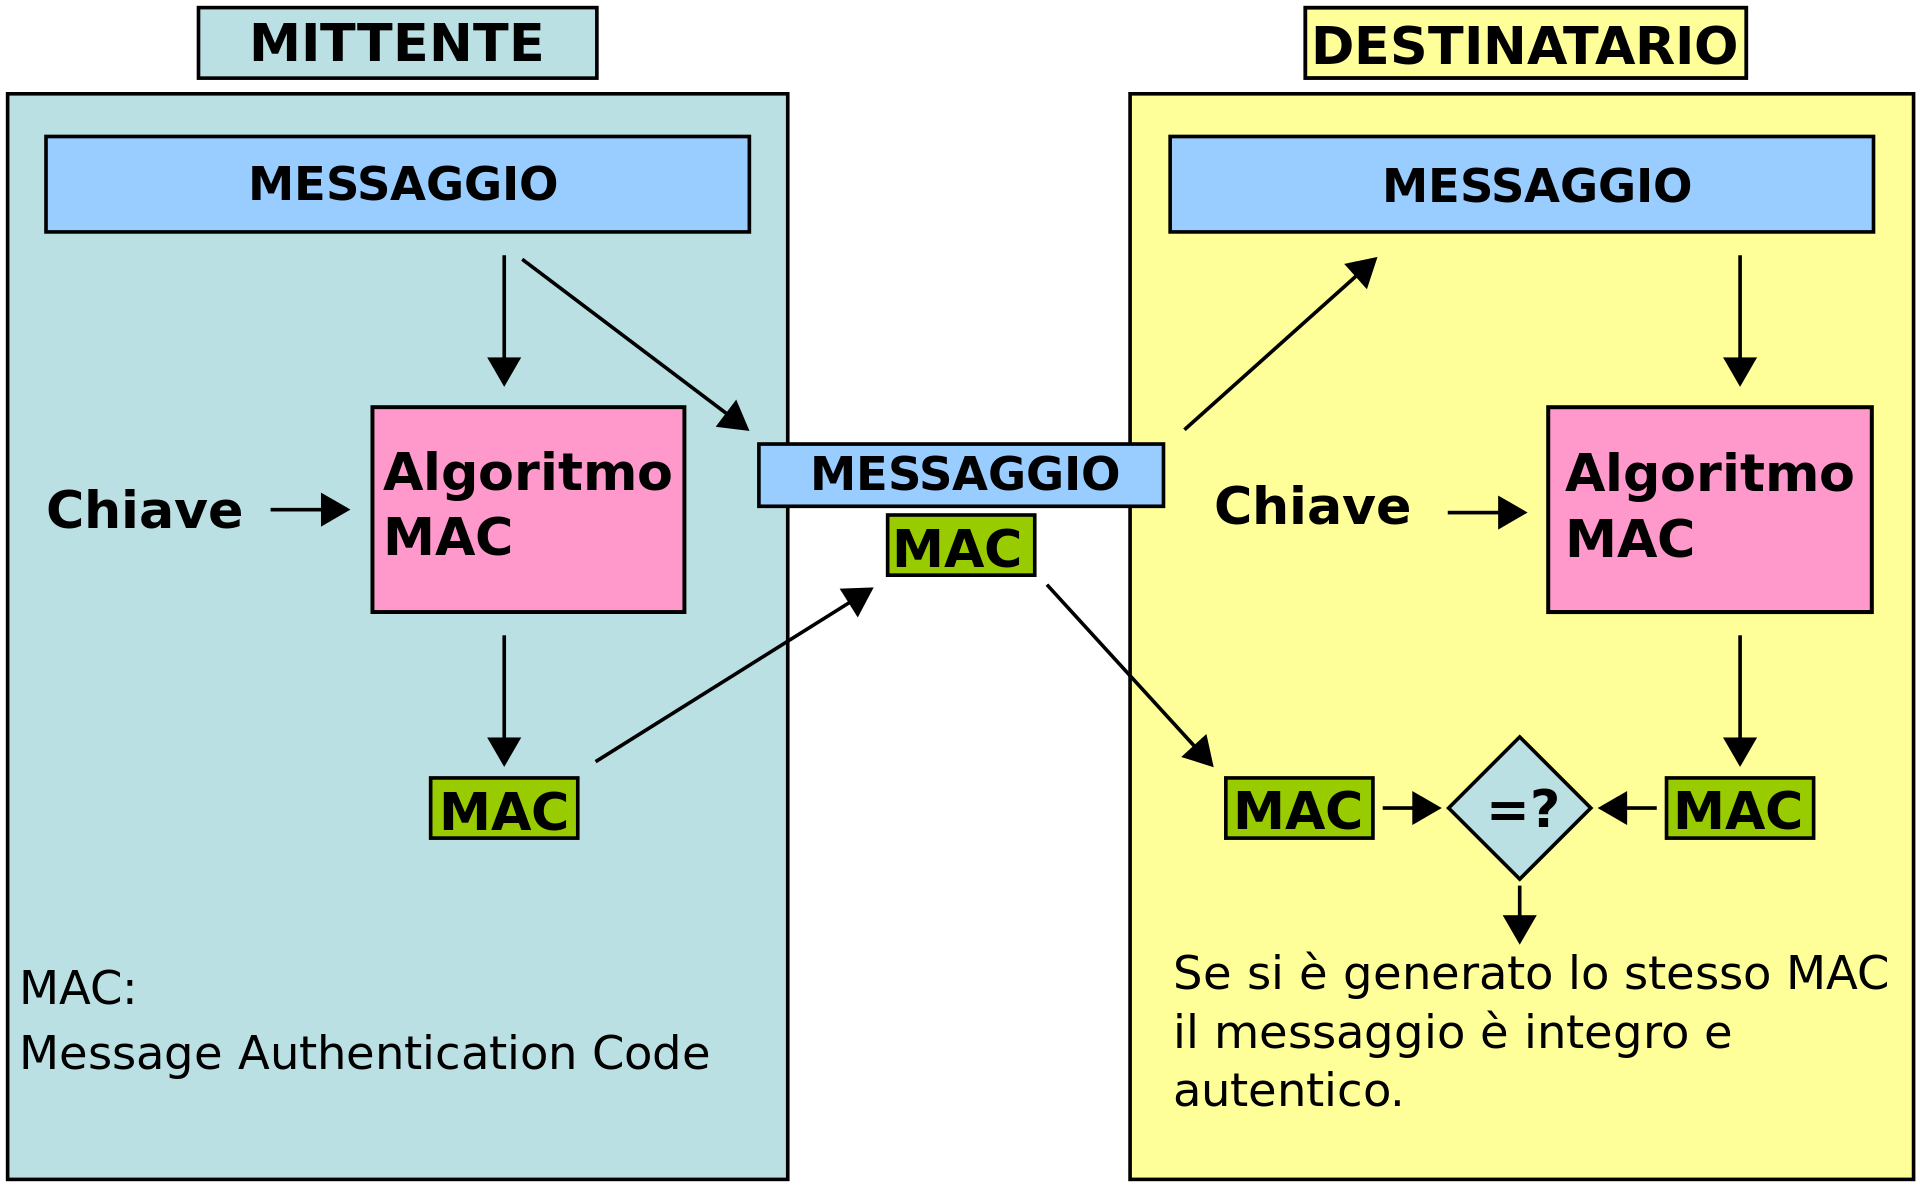 MITTENTE
MESSAGGIO
Chiave
Algoritmo
MAC
MAC
MAC:
Message Authentication Code
MESSAGGIO
MAC
DESTINATARIO
MESSAGGIO
Chiave
Algoritmo
MAC
MAC
=?
MAC
Se si è generato lo stesso MAC
il messaggio è integro e
autentico.